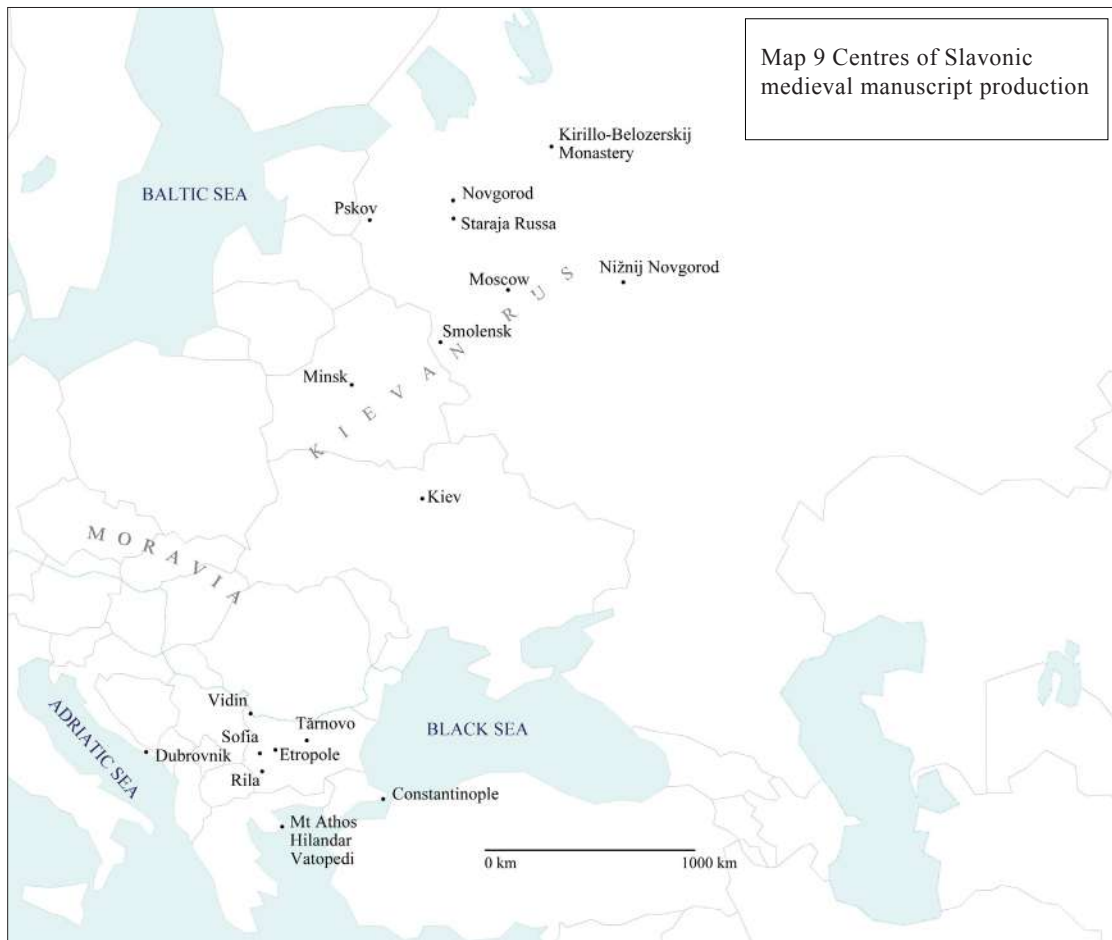 Map 9 Centres of Slavonic
medieval manuscript production
Kirillo-Belozerskij
Monastery
BALTIC SEA
Novgorod
Pskov
Staraja Russa
Nižnij Novgorod
Moscow
Smolensk
Minsk
KIEVAN RUS
Kiev
MORAVIA
Vidin
Tărnovo
Sofia
BLACK SEA
ADRIATIC SEA
Dubrovnik
Etropole
Rila
Constantinople
Mt Athos
Hilandar
Vatopedi
0 km
1000 km